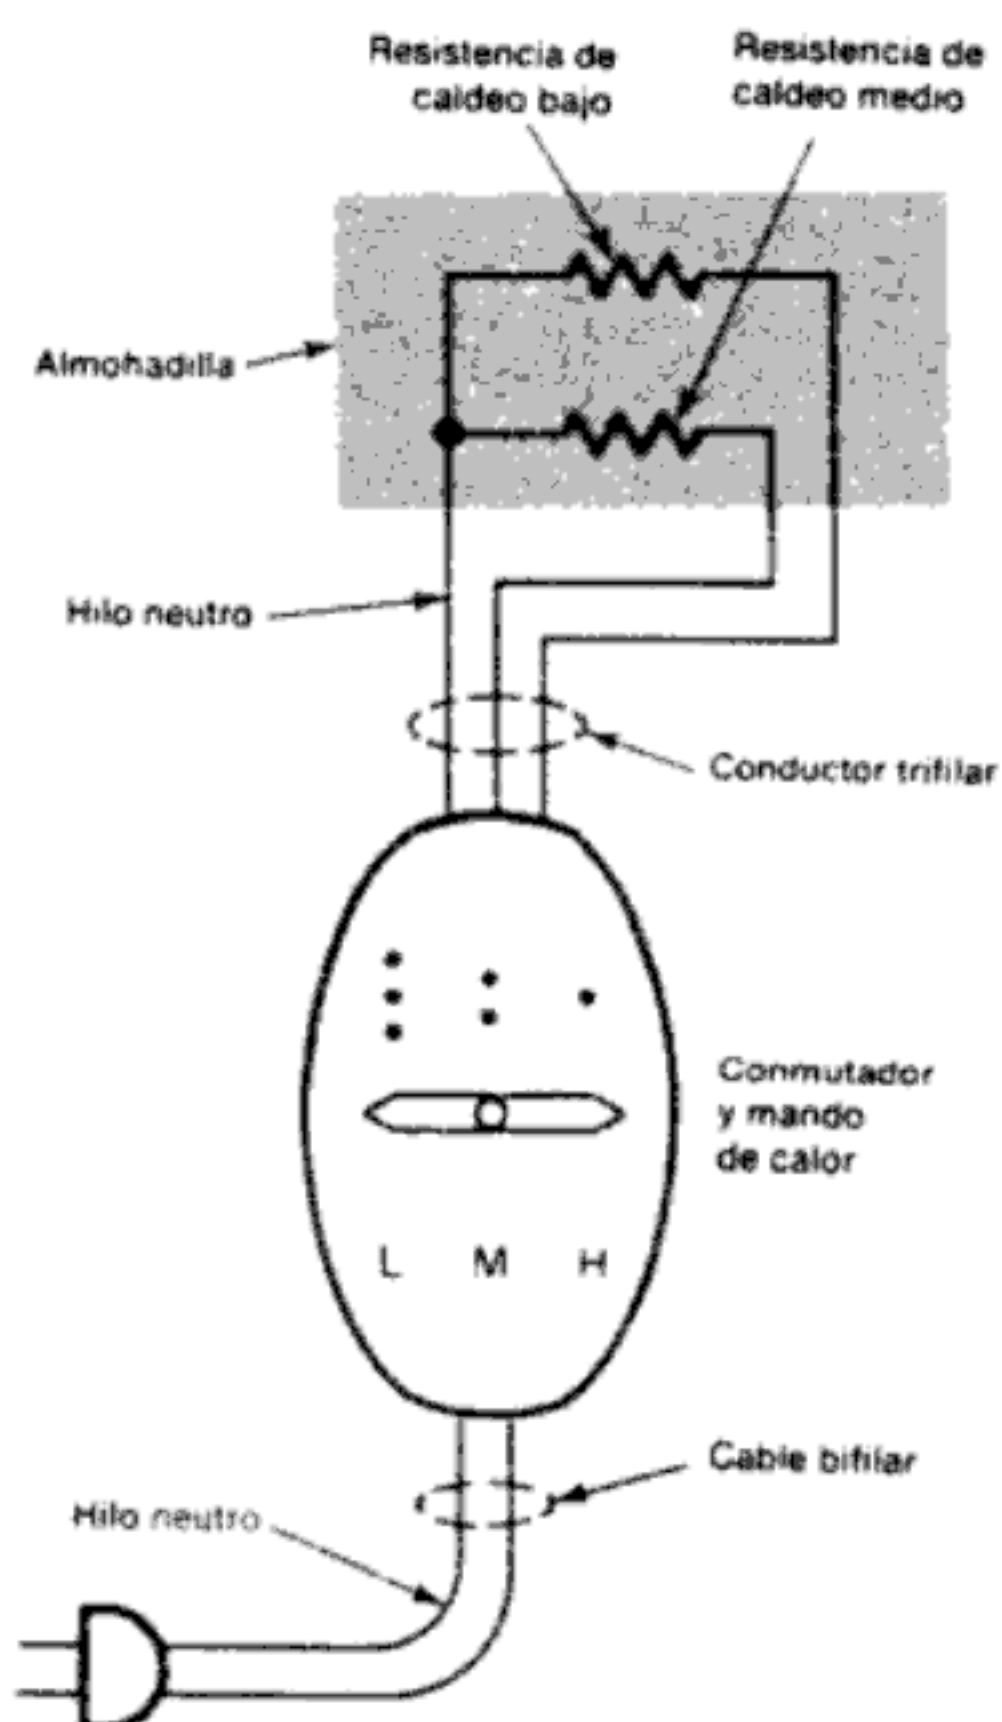 Resistencia de
caldeo bajo
Resistencia de
caldeo medio
Almohadilla
Hilo neutro
Conductor trifilar
Conmutador
y mando
de calor
L M H
Cable bifilar
Hilo neutro